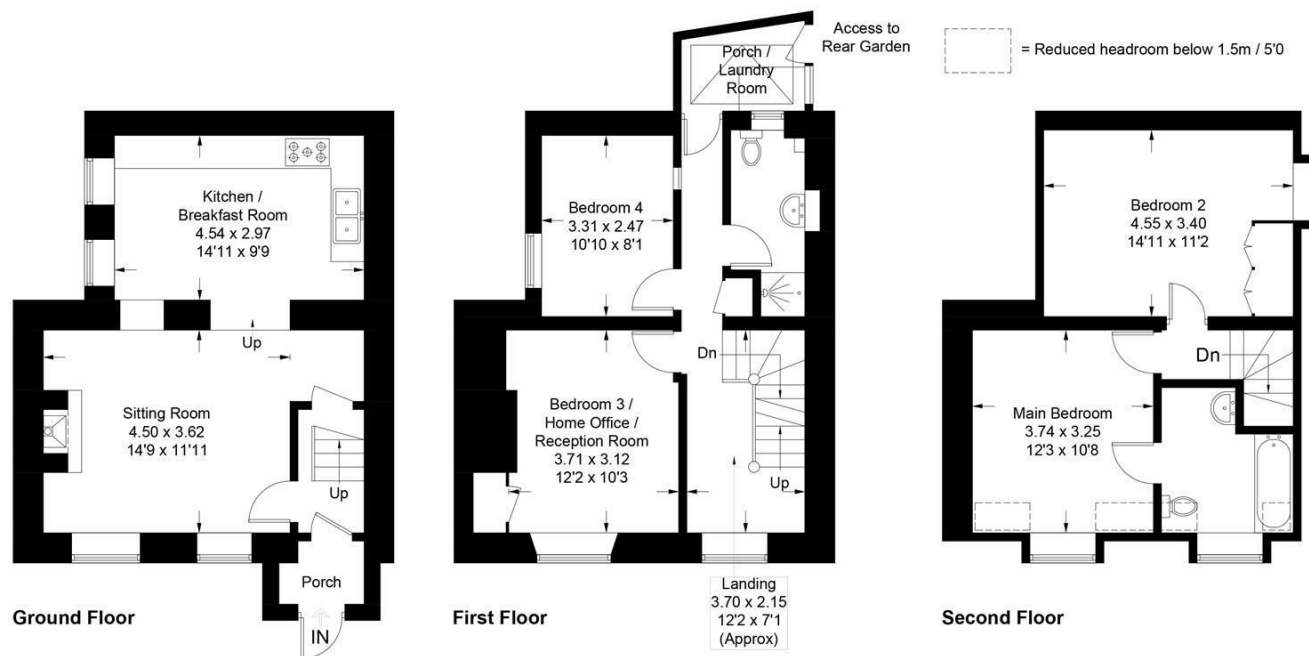 Kitchen /
Breakfast Room
4.54 x 2.97
14'11 x 9'9
Up
Sitting Room
4.50 x 3.62
14'9 x 11'11
Up
Porch
IN
Ground Floor
Access to
Rear Garden
Porch /
Laundry
Room
Bedroom 4
3.31 x 2.47
10'10 x 8'1
Dn
Bedroom 3 /
Home Office /
Reception Room
3.71 x 3.12
12'2 x 10'3
Up
Landing
3.70 x 2.15
12'2 x 7'1
(Approx)
First Floor
= Reduced headroom below 1.5m / 5'0
Bedroom 2
4.55 x 3.40
14'11 x 11'2
Dn
Main Bedroom
3.74 x 3.25
12'3 x 10'8
Second Floor